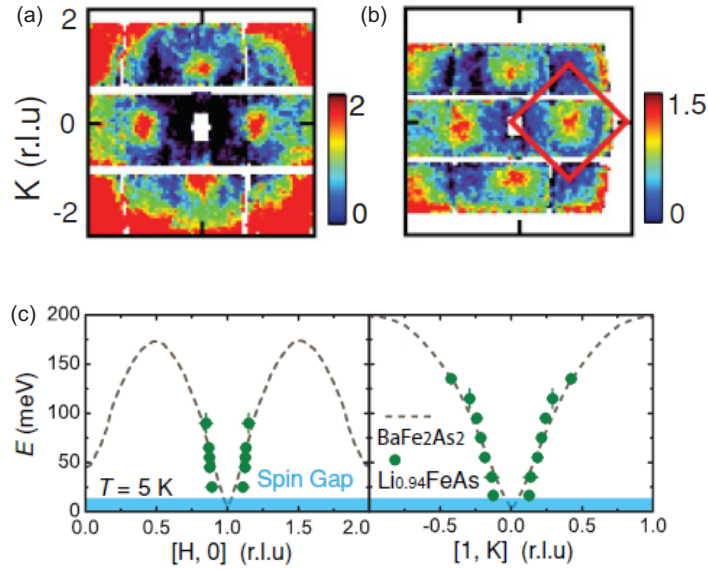 (a)
(b)
2
0
-2
K (r.l.u)
2
0
1.5
0
(c)
200
150
100
50
0
E (meV)
T = 5 K
Spin Gap
BaFe2As2
Li0.94FeAs
0.0 0.5 1.0 1.5 2.0
-0.5 0.0 0.5 1.0
[H, 0] (r.l.u)
[1, K] (r.l.u)